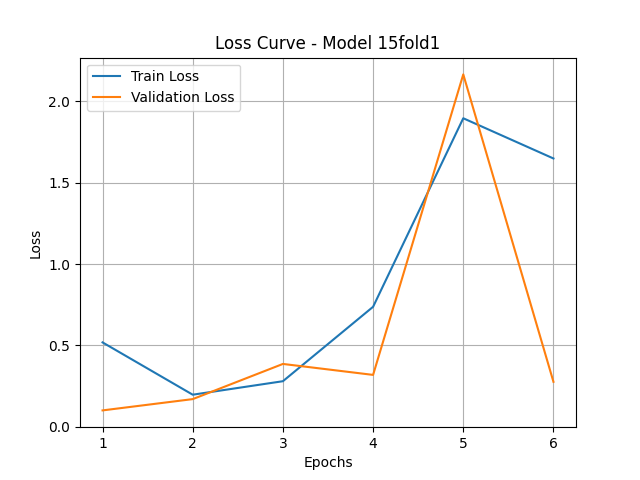 Loss Curve - Model 15fold1
Train Loss
Validation Loss
Loss
2.0
1.5
1.0
0.5
0.0
1 2 3 4 5 6
Epochs